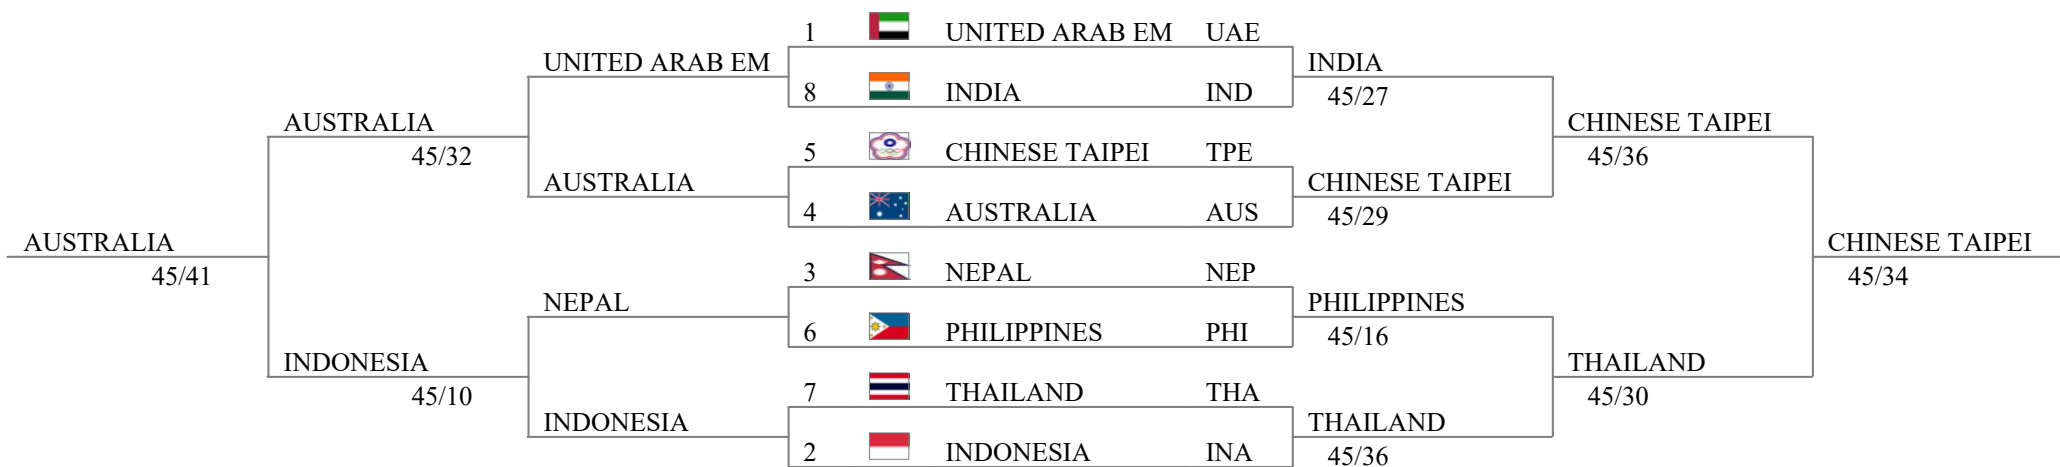 1 UNITED ARAB EM UAE
UNITED ARAB EM INDIA
8 INDIA IND 45/27
AUSTRALIA CHINESE TAIPEI
45/32 5 CHINESE TAIPEI TPE 45/36
AUSTRALIA CHINESE TAIPEI
4 AUSTRALIA AUS 45/29
AUSTRALIA CHINESE TAIPEI
45/41 3 NEPAL NEP 45/34
NEPAL PHILIPPINES
6 PHILIPPINES PHI 45/16
INDONESIA THAILAND
45/10 7 THAILAND THA 45/30
INDONESIA THAILAND
2 INDONESIA INA 45/36